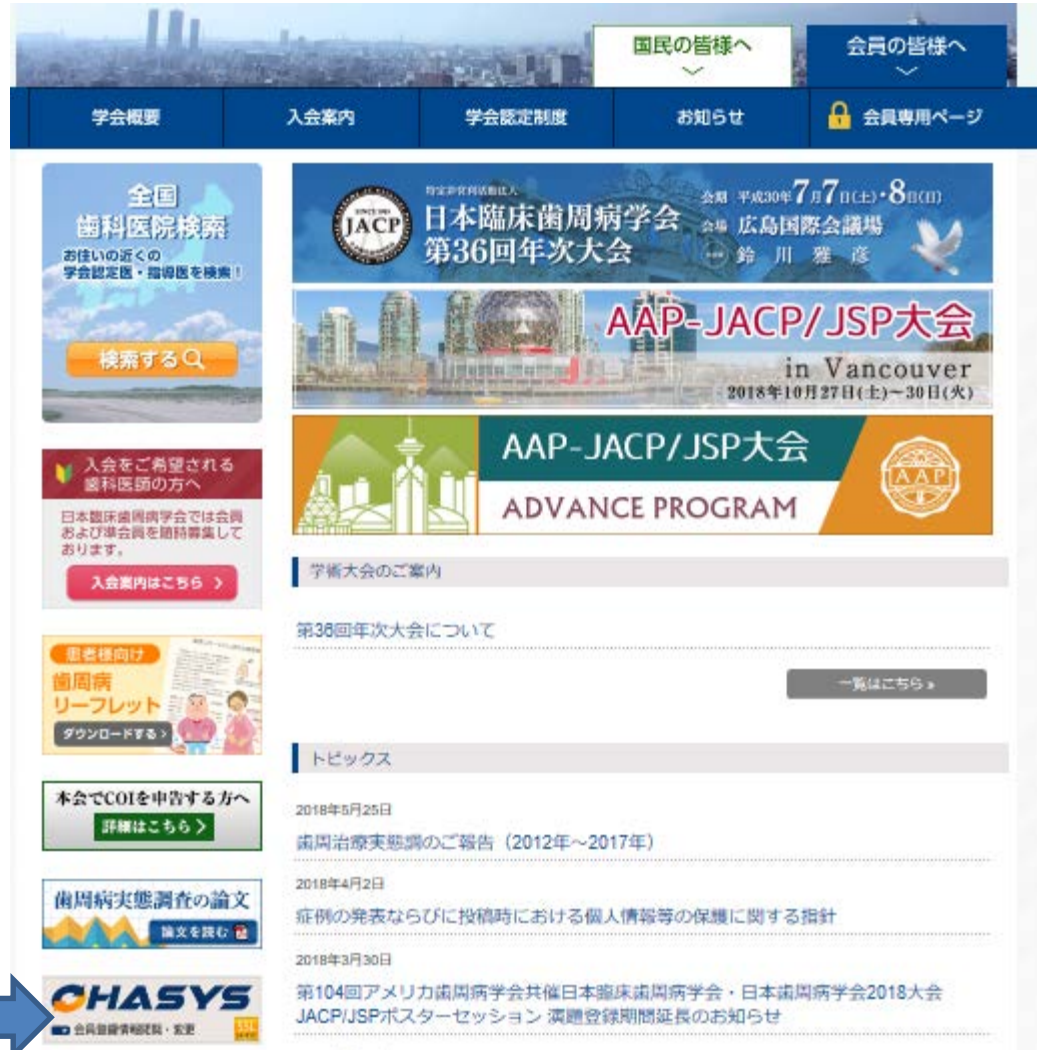 国民の皆様へ
会員の皆様へ
学会概要
入会案内
学会認定制度
お知らせ
会員専用ページ
全国
歯科医院検索
お住いの近くの
学会認定医・指導医を検索！
検索する
入会をご希望される
歯科医師の方へ
日本臨床歯周病学会では会員
および準会員を随時募集して
おります。
入会案内はこちら
患者様向け
歯周病
リーフレット
ダウンロードする
本会でCOIを申告する方へ
詳細はこちら
歯周病実態調査の論文
論文を読む
OHASYS
会員登録情報閲覧・変更
JACP
特定非営利活動法人
日本臨床歯周病学会
第36回年次大会
会期 平成30年7月7日(土)・8日(日)
会場 広島国際会議場
鈴川 雅彦
AAP-JACP/JSP大会
in Vancouver
2018年10月27日(土)~30日(火)
AAP-JACP/JSP大会
ADVANCE PROGRAM
AAP
学術大会のご案内
第36回年次大会について
一覧はこちら »
トピックス
2018年5月25日
歯周治療実態調のご報告（2012年～2017年）
2018年4月2日
症例の発表ならびに投稿時における個人情報等の保護に関する指針
2018年3月30日
第104回アメリカ歯周病学会共催日本臨床歯周病学会・日本歯周病学会2018大会
JACP/JSPポスターセッション 演題登録期間延長のお知らせ